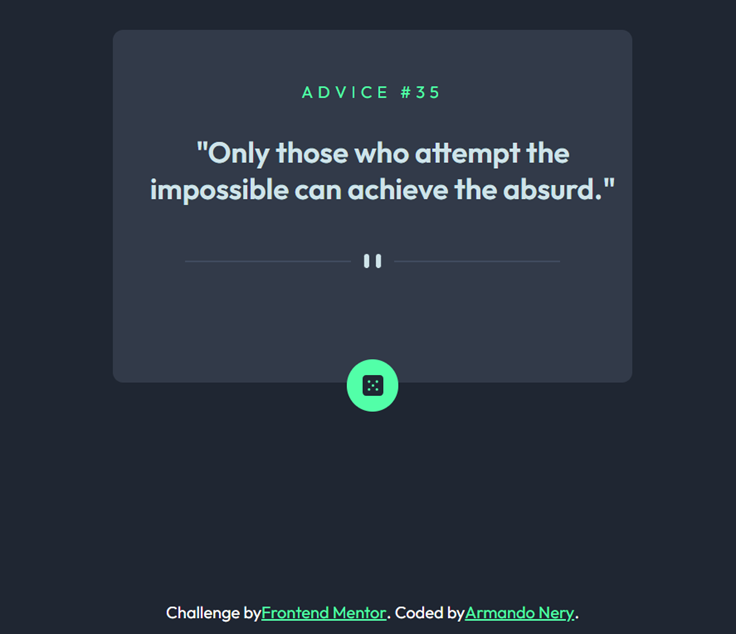 ADVICE #35
"Only those who attempt the
impossible can achieve the absurd."
Challenge byFrontend Mentor. Coded byArmando Nery.